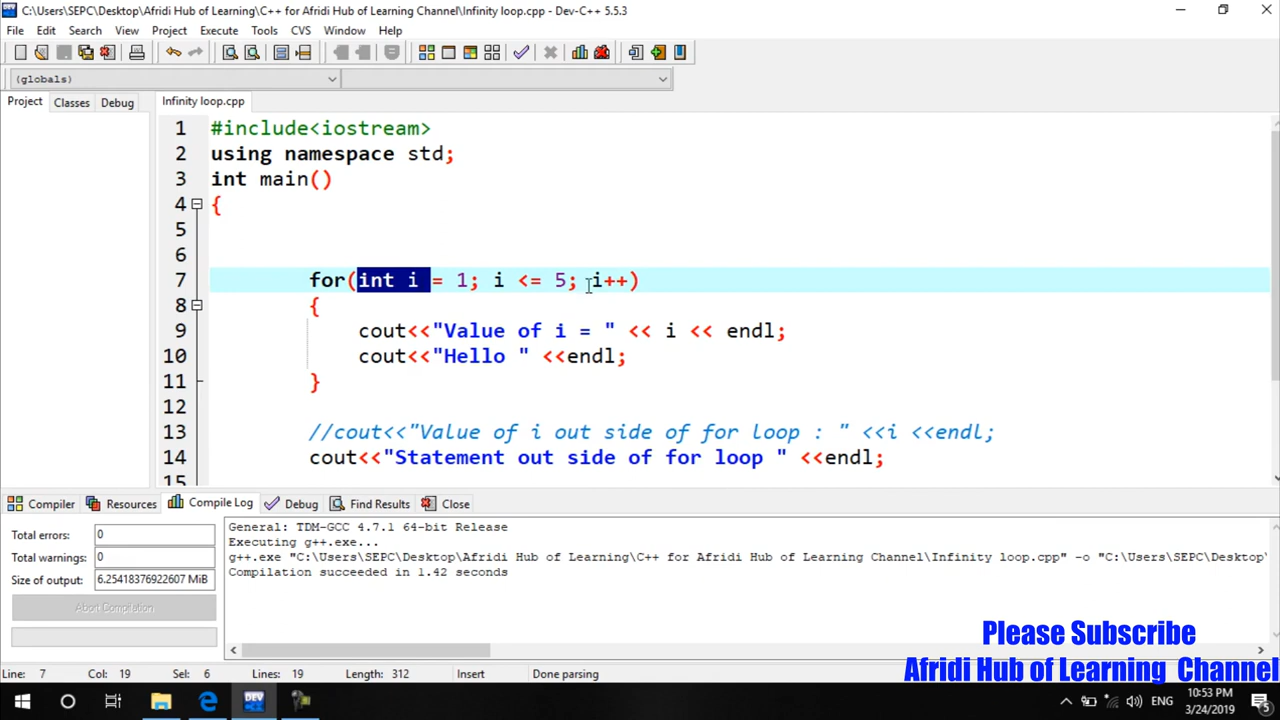 C:\Users\SEPC\Desktop\Afridi Hub of Learning\C++ for Afridi Hub of Learning Channel\Infinity loop.cpp - Dev-C++ 5.5.3
File Edit Search View Project Execute Tools CVS Window Help
(globals)
Project Classes Debug Infinity loop.cpp
1 #include<iostream>
2 using namespace std;
3 int main()
4 {
5
6
7 for(int i = 1; i <= 5; i++)
8 {
9 cout<<"Value of i = " << i << endl;
10 cout<<"Hello " <<endl;
11 }
12
13 //cout<<"Value of i out side of for loop : " <<i <<endl;
14 cout<<"Statement out side of for loop " <<endl;
15
Compiler Resources Compile Log Debug Find Results Close
Total errors: 0
Total warnings: 0
Size of output: 6.25418376922607 MiB
Abort Compilation
General: TDM-GCC 4.7.1 64-bit Release
Executing g++.exe...
g++.exe "C:\Users\SEPC\Desktop\Afridi Hub of Learning\C++ for Afridi Hub of Learning Channel\Infinity loop.cpp" -o "C:\Users\SEPC\Desktop\
Compilation succeeded in 1.42 seconds
Please Subscribe
Afridi Hub of Learning Channel
Line: 7 Col: 19 Sel: 6 Lines: 19 Length: 312 Insert Done parsing
DEV
ENG
10:53 PM
3/24/2019
5